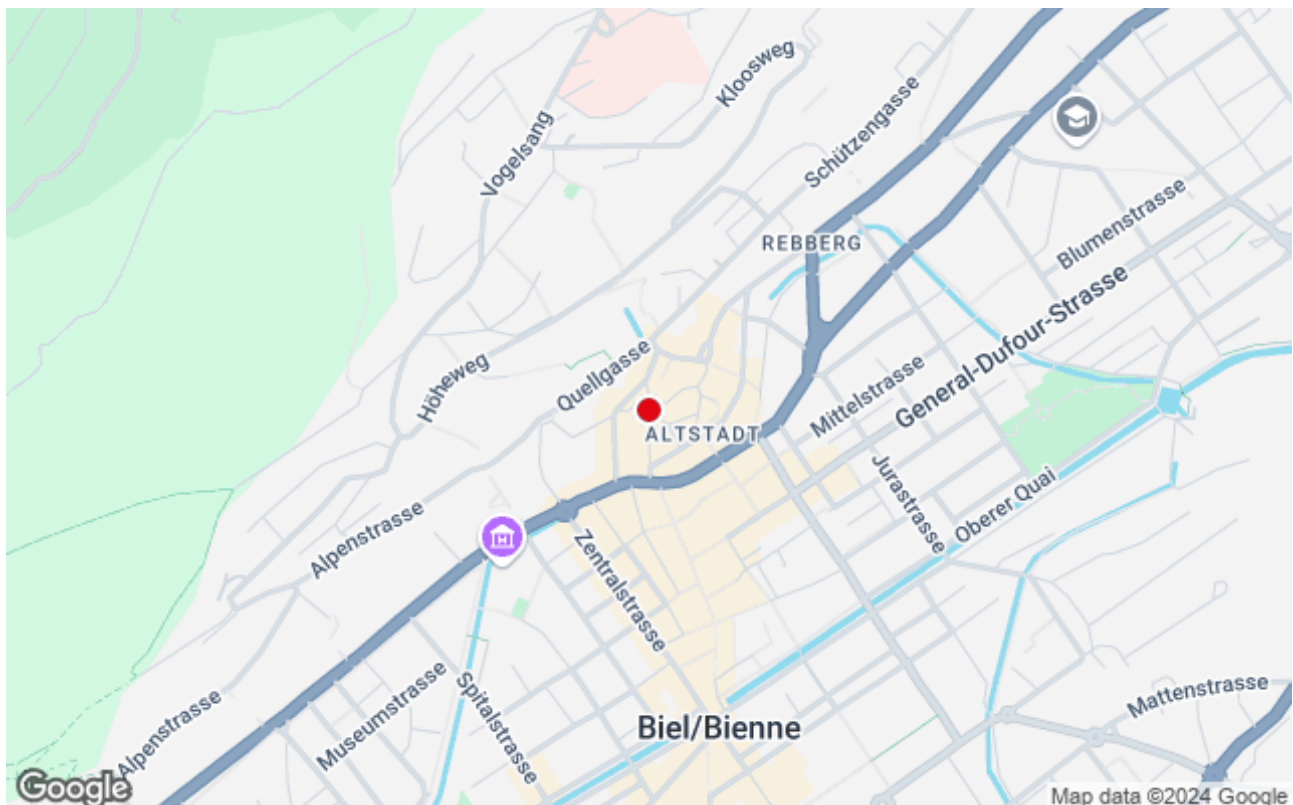 Kloosweg
Vogelsang
Schützengasse
REBBERG
Blumenstrasse
General-Dufour-Strasse
Höheweg
Quellgasse
Mittelstrasse
ALTSTADT
Jurastrasse
Oberer Quai
Alpenstrasse
Zentralstrasse
Alpenstrasse
Museumstrasse
Spitalstrasse
Mattenstrasse
Biel/Bienne
Google
Map data ©2024 Google